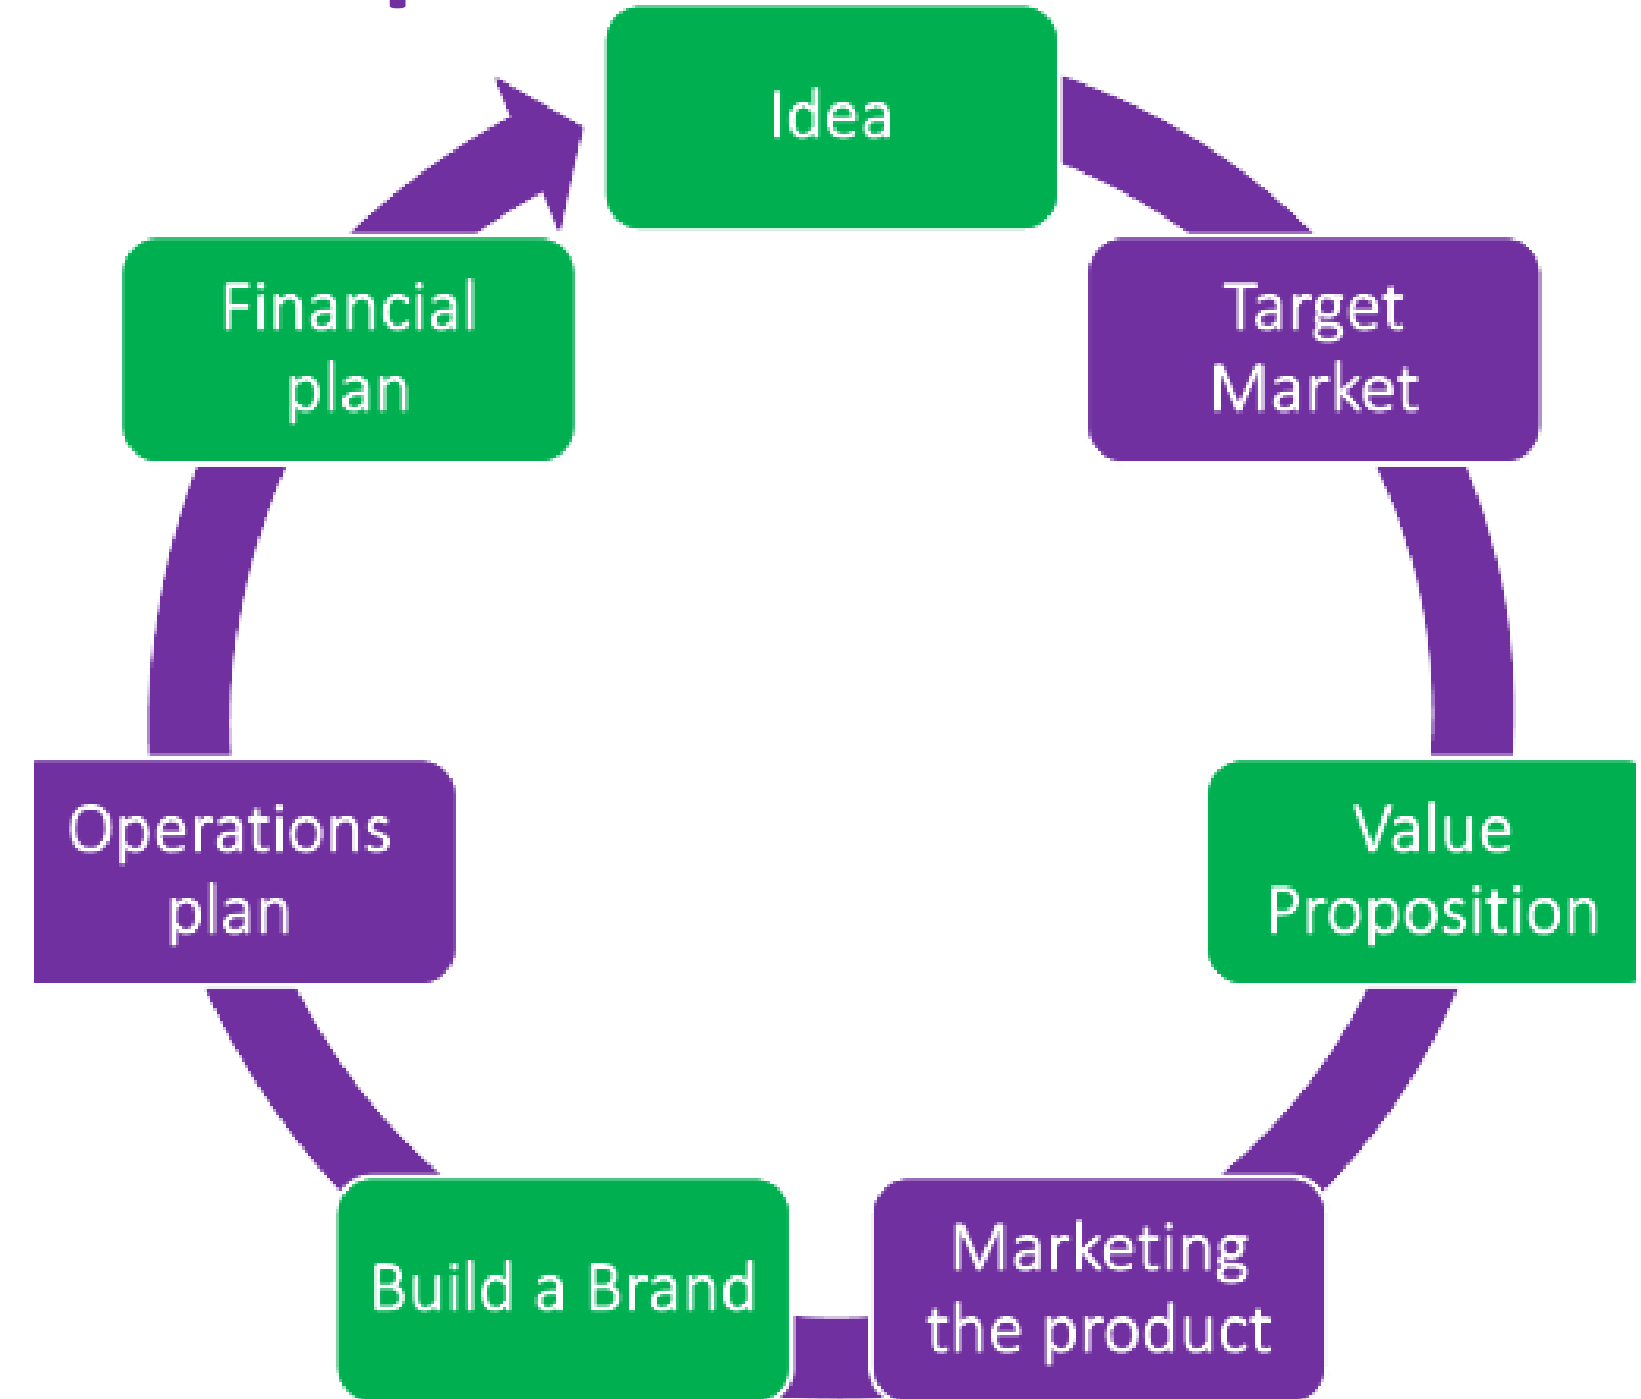 Idea
Target
Market
Value
Proposition
Marketing
the product
Build a Brand
Operations
plan
Financial
plan